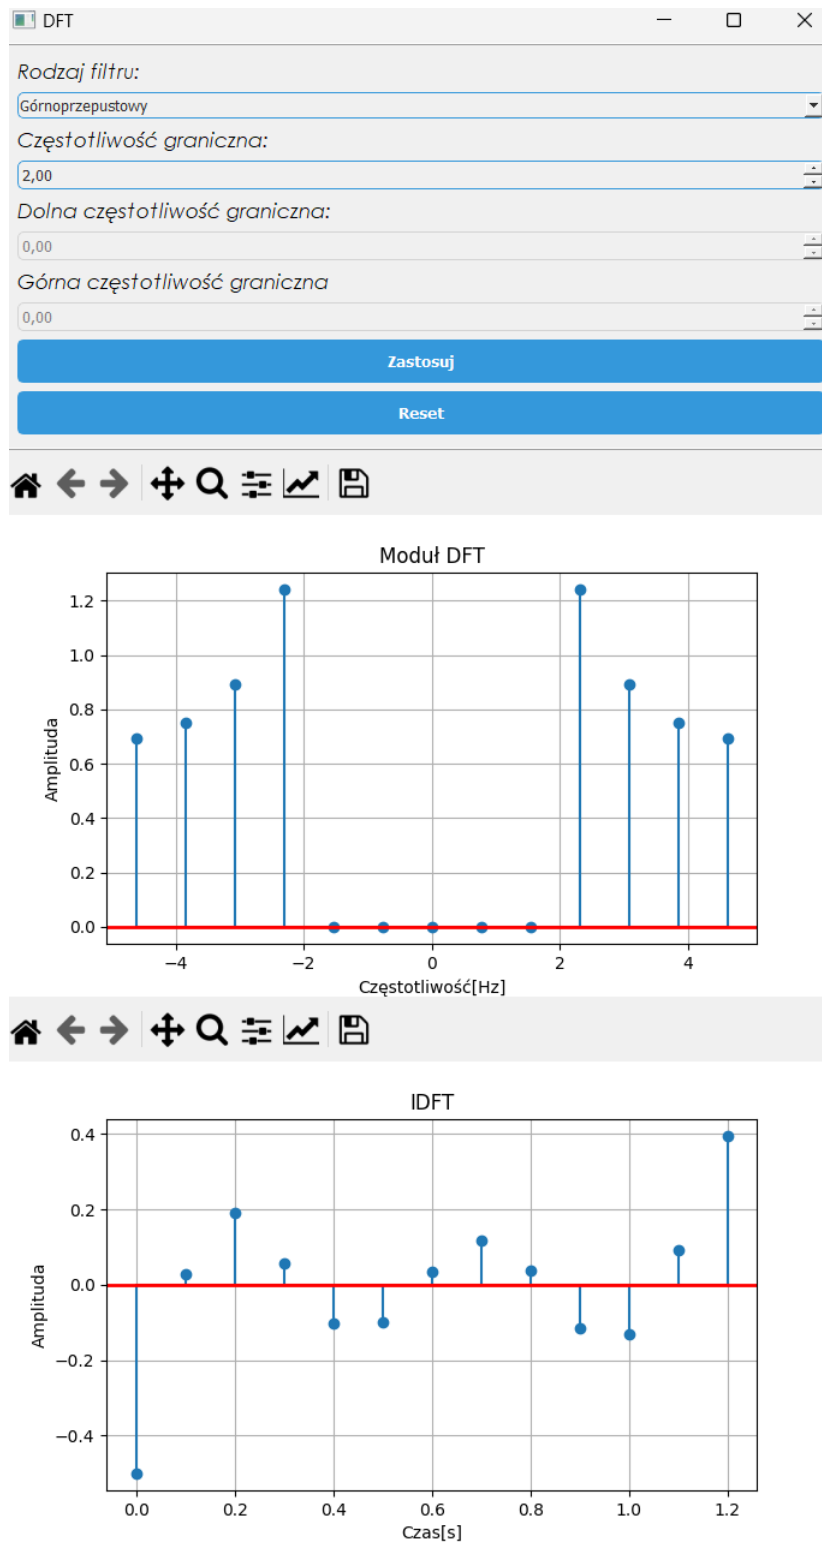 DFT
Rodzaj filtru:
Górnoprzepustowy
Częstotliwość graniczna:
2,00
Dolna częstotliwość graniczna:
0,00
Górna częstotliwość graniczna
0,00
Zastosuj
Reset
Moduł DFT
1.2
1.0
0.8
0.6
0.4
0.2
0.0
Amplituda
−4 −2 0 2 4
Częstotliwość[Hz]
IDFT
0.4
0.2
0.0
−0.2
−0.4
Amplituda
0.0 0.2 0.4 0.6 0.8 1.0 1.2
Czas[s]